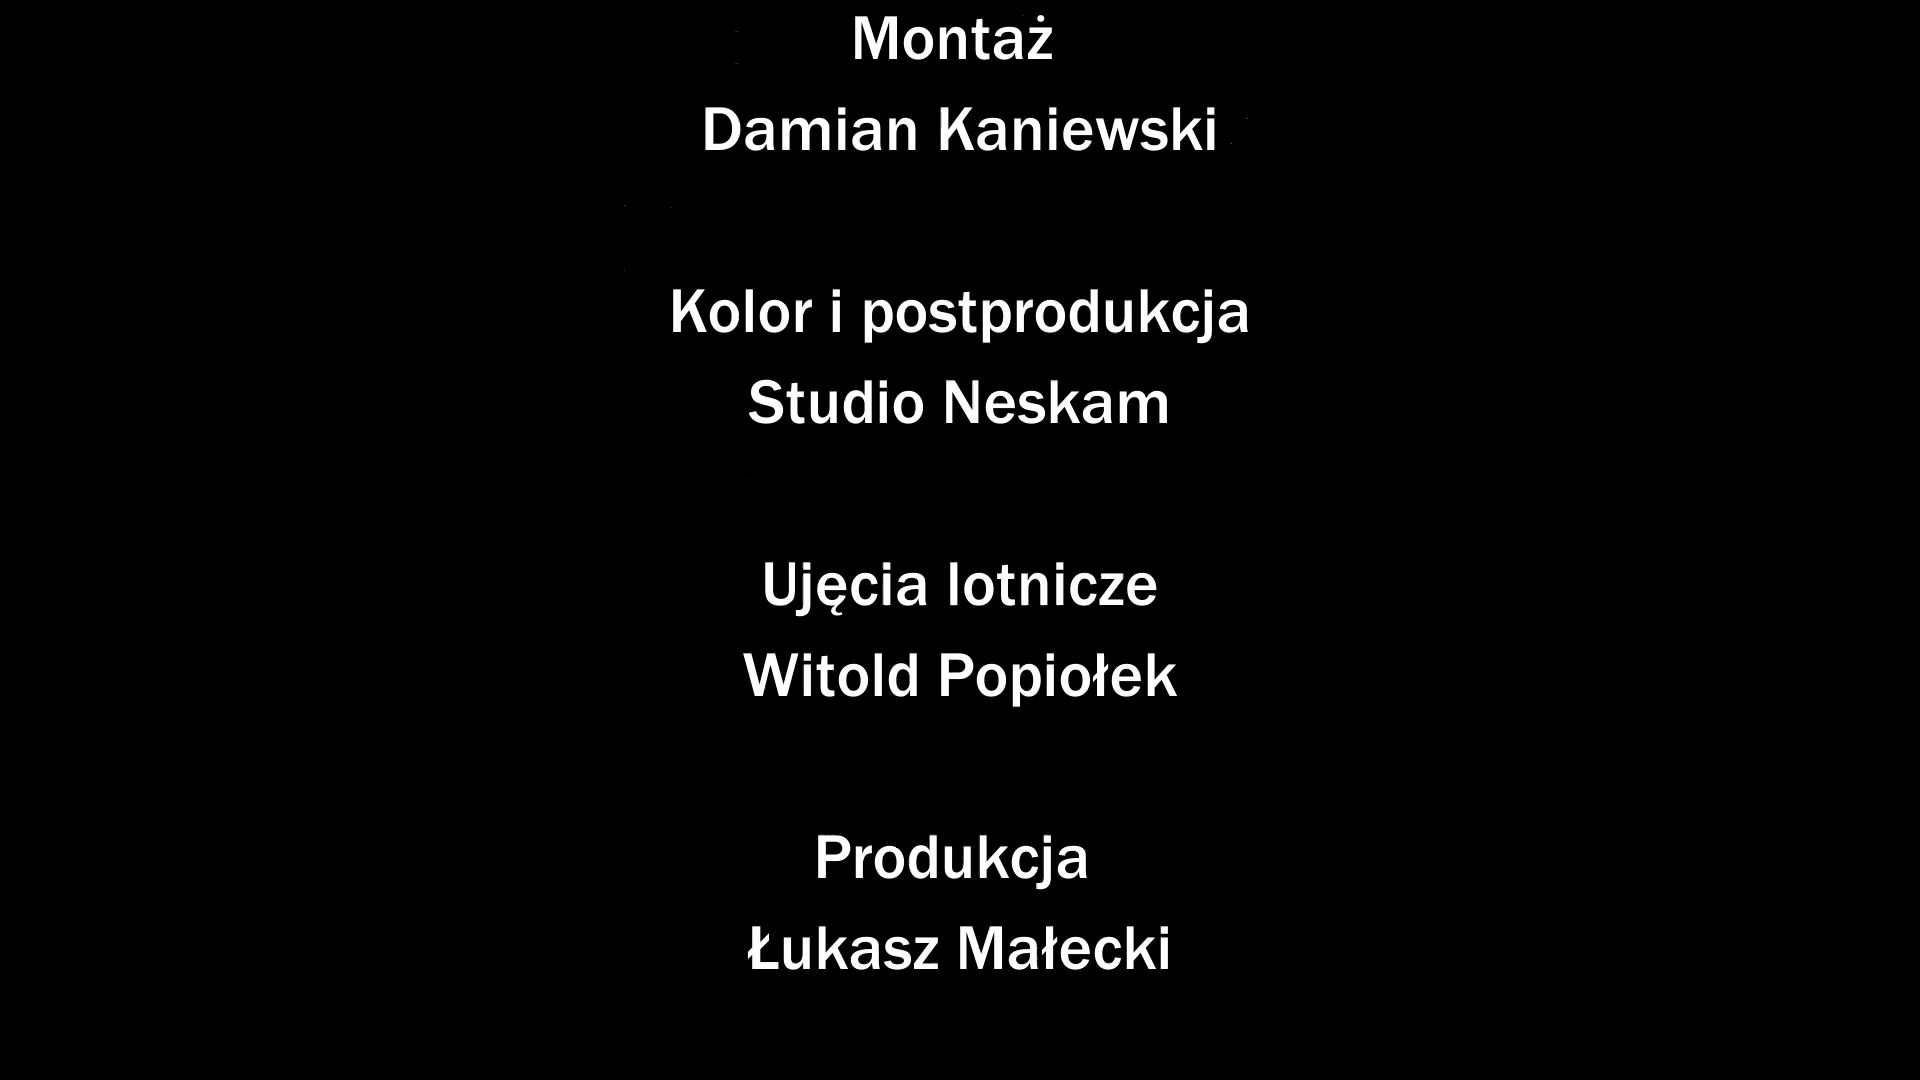 Montaż
Damian Kaniewski
Kolor i postprodukcja
Studio Neskam
Ujęcia lotnicze
Witold Popiołek
Produkcja
Łukasz Małecki